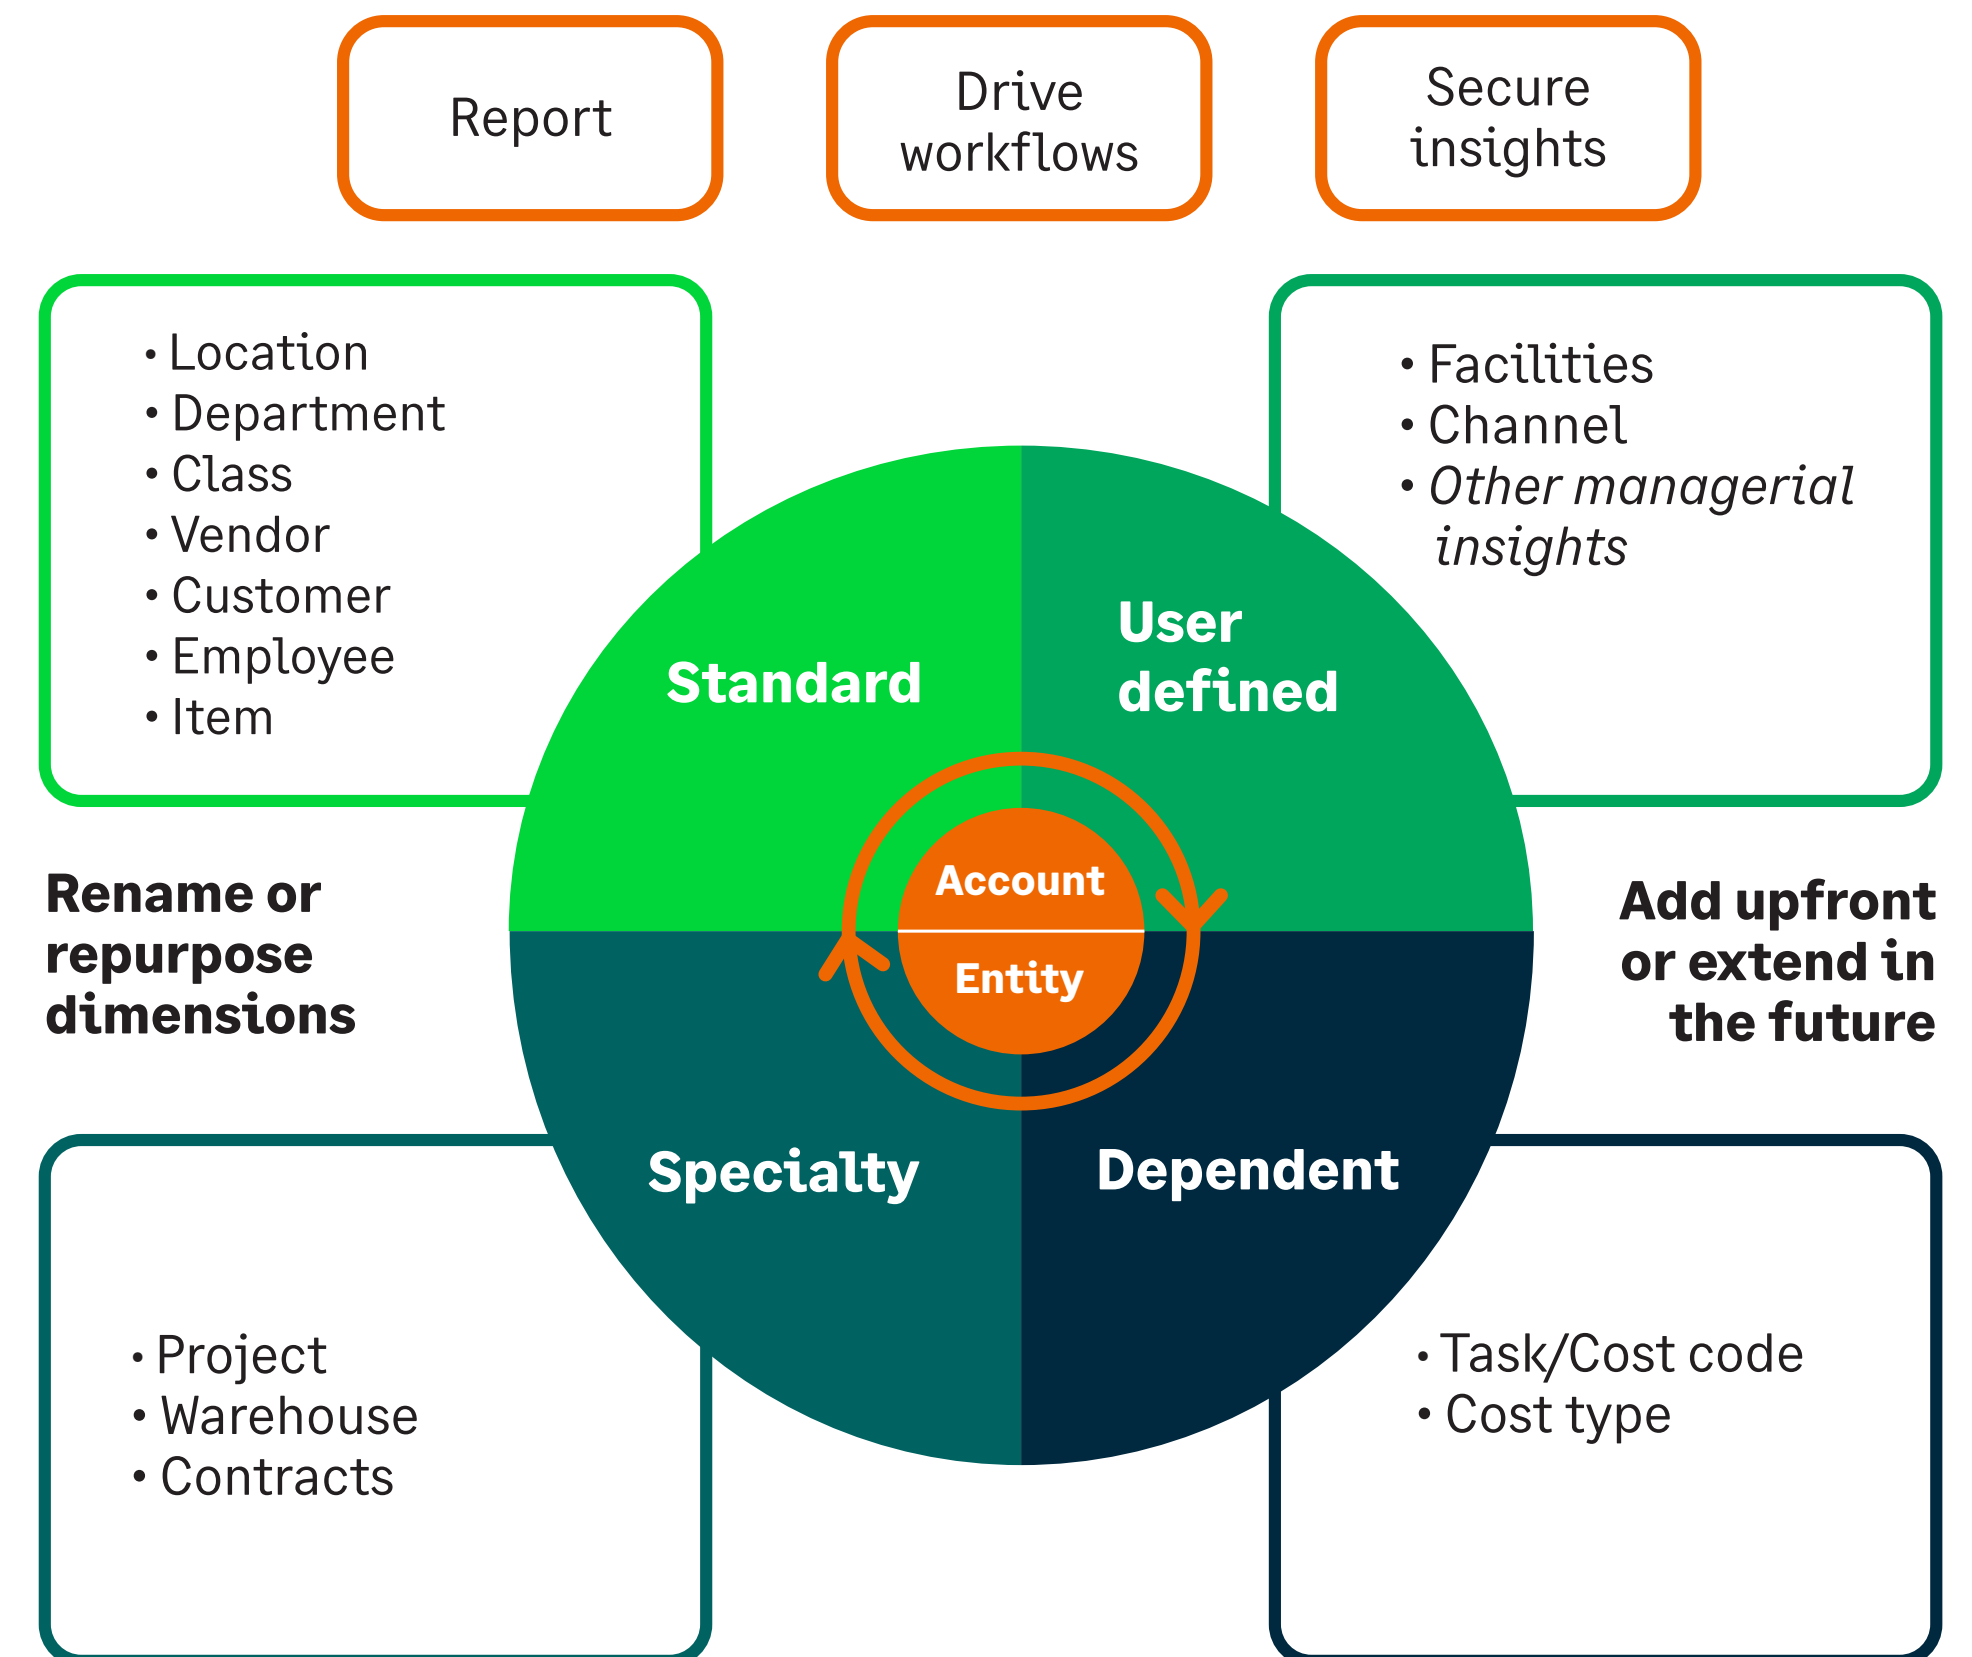 Report
Drive
workflows
Secure
insights
• Location
• Department
• Class
• Vendor
• Customer
• Employee
• Item
• Facilities
• Channel
• Other managerial
insights
Standard
User
defined
Account
Entity
Rename or
repurpose
dimensions
Add upfront
or extend in
the future
Specialty
Dependent
• Project
• Warehouse
• Contracts
• Task/Cost code
• Cost type